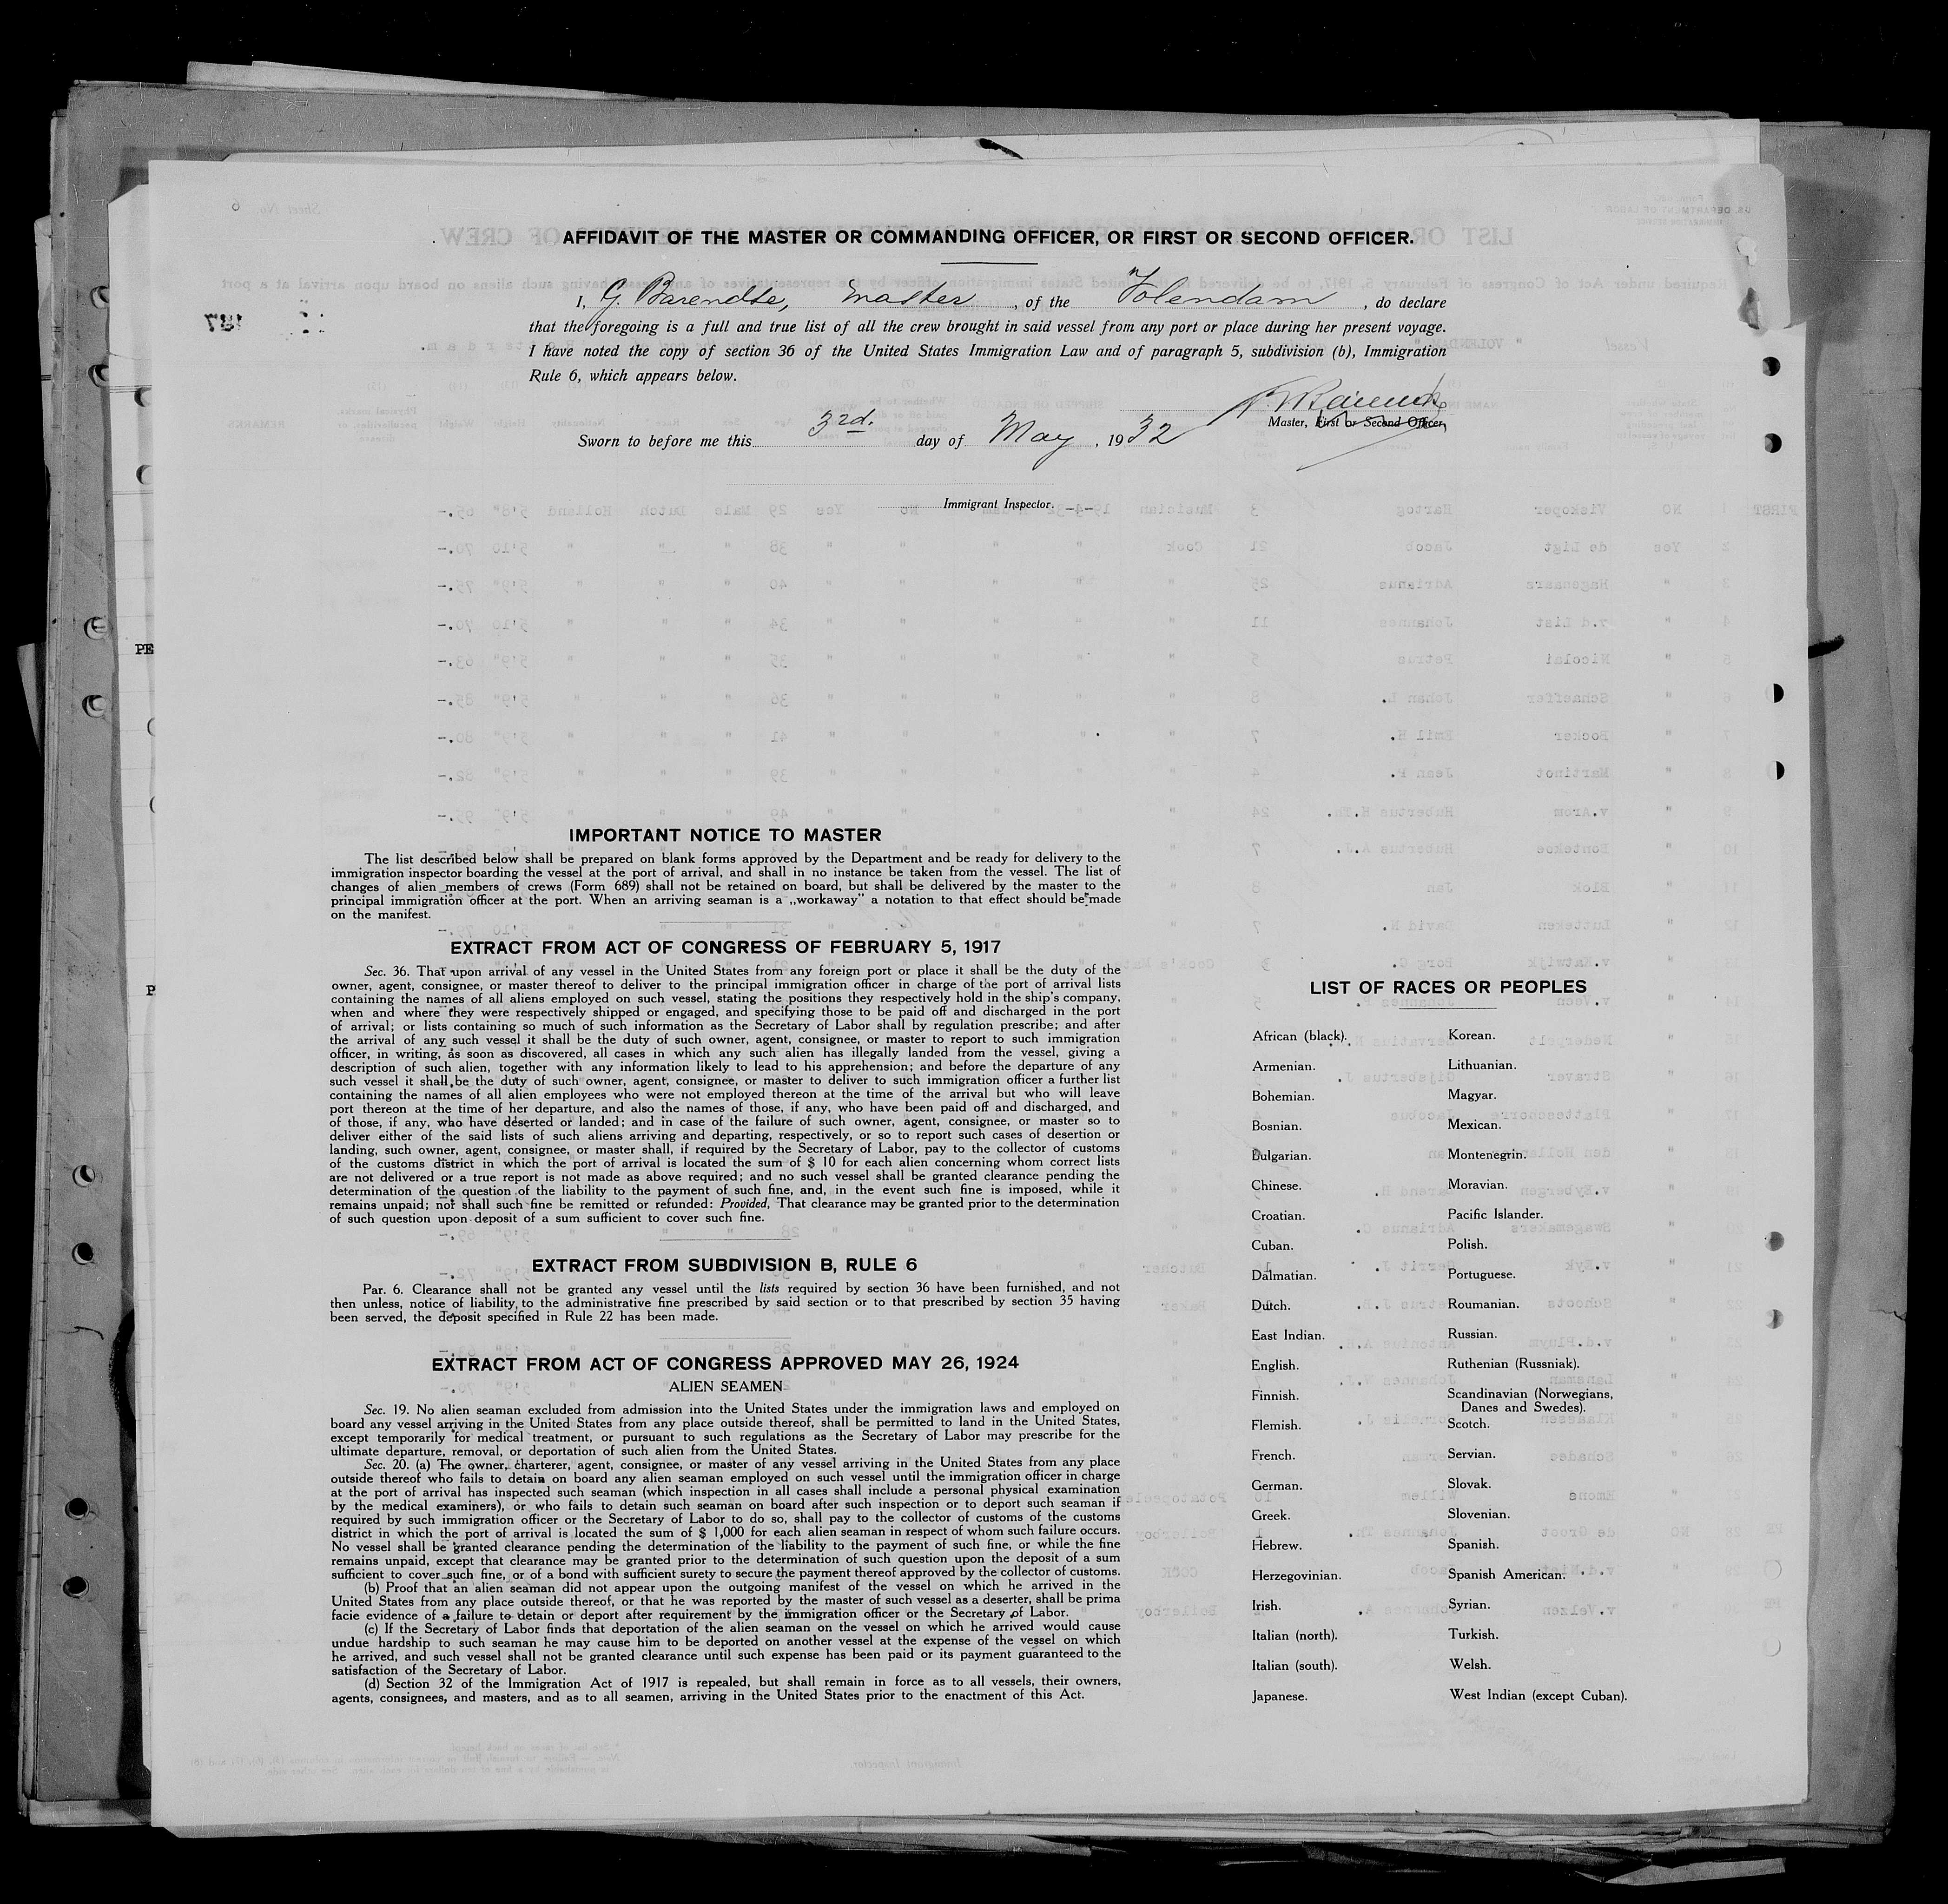 AFFIDAVIT OF THE MASTER OR COMMANDING OFFICER, OR FIRST OR SECOND OFFICER.
I, G. Barendse, master, of the Volendam, do declare
that the foregoing is a full and true list of all the crew brought in said vessel from any port or place during her present voyage.
I have noted the copy of section 36 of the United States Immigration Law and of paragraph 5, subdivision (b), Immigration
Rule 6, which appears below.
Master, First or Second Officer,
Sworn to before me this 3rd. day of May, 1932
Immigrant Inspector.
IMPORTANT NOTICE TO MASTER
The list described below shall be prepared on blank forms approved by the Department and be ready for delivery to the
immigration inspector boarding the vessel at the port of arrival, and shall in no instance be taken from the vessel. The list of
changes of alien members of crews (Form 689) shall not be retained on board, but shall be delivered by the master to the
principal immigration officer at the port. When an arriving seaman is a „workaway" a notation to that effect should be made
on the manifest.
EXTRACT FROM ACT OF CONGRESS OF FEBRUARY 5, 1917
Sec. 36. That upon arrival of any vessel in the United States from any foreign port or place it shall be the duty of the
owner, agent, consignee, or master thereof to deliver to the principal immigration officer in charge of the port of arrival lists
containing the names of all aliens employed on such vessel, stating the positions they respectively hold in the ship's company,
when and where they were respectively shipped or engaged, and specifying those to be paid off and discharged in the port
of arrival; or lists containing so much of such information as the Secretary of Labor shall by regulation prescribe; and after
the arrival of any such vessel it shall be the duty of such owner, agent, consignee, or master to report to such immigration
officer, in writing, as soon as discovered, all cases in which any such alien has illegally landed from the vessel, giving a
description of such alien, together with any information likely to lead to his apprehension; and before the departure of any
such vessel it shall be the duty of such owner, agent, consignee, or master to deliver to such immigration officer a further list
containing the names of all alien employees who were not employed thereon at the time of the arrival but who will leave
port thereon at the time of her departure, and also the names of those, if any, who have been paid off and discharged, and
of those, if any, who have deserted or landed; and in case of the failure of such owner, agent, consignee, or master so to
deliver either of the said lists of such aliens arriving and departing, respectively, or so to report such cases of desertion or
landing, such owner, agent, consignee, or master shall, if required by the Secretary of Labor, pay to the collector of customs
of the customs district in which the port of arrival is located the sum of $ 10 for each alien concerning whom correct lists
are not delivered or a true report is not made as above required; and no such vessel shall be granted clearance pending the
determination of the question of the liability to the payment of such fine, and, in the event such fine is imposed, while it
remains unpaid; nor shall such fine be remitted or refunded: Provided, That clearance may be granted prior to the determination
of such question upon deposit of a sum sufficient to cover such fine.
EXTRACT FROM SUBDIVISION B, RULE 6
Par. 6. Clearance shall not be granted any vessel until the lists required by section 36 have been furnished, and not
then unless, notice of liability to the administrative fine prescribed by said section or to that prescribed by section 35 having
been served, the deposit specified in Rule 22 has been made.
EXTRACT FROM ACT OF CONGRESS APPROVED MAY 26, 1924
ALIEN SEAMEN
Sec. 19. No alien seaman excluded from admission into the United States under the immigration laws and employed on
board any vessel arriving in the United States from any place outside thereof, shall be permitted to land in the United States,
except temporarily for medical treatment, or pursuant to such regulations as the Secretary of Labor may prescribe for the
ultimate departure, removal, or deportation of such alien from the United States.
Sec. 20. (a) The owner, charterer, agent, consignee, or master of any vessel arriving in the United States from any place
outside thereof who fails to detain on board any alien seaman employed on such vessel until the immigration officer in charge
at the port of arrival has inspected such seaman (which inspection in all cases shall include a personal physical examination
by the medical examiners), or who fails to detain such seaman on board after such inspection or to deport such seaman if
required by such immigration officer or the Secretary of Labor to do so, shall pay to the collector of customs of the customs
district in which the port of arrival is located the sum of $ 1,000 for each alien seaman in respect of whom such failure occurs.
No vessel shall be granted clearance pending the determination of the liability to the payment of such fine, or while the fine
remains unpaid, except that clearance may be granted prior to the determination of such question upon the deposit of a sum
sufficient to cover such fine, or of a bond with sufficient surety to secure the payment thereof approved by the collector of customs.
(b) Proof that an alien seaman did not appear upon the outgoing manifest of the vessel on which he arrived in the
United States from any place outside thereof, or that he was reported by the master of such vessel as a deserter, shall be prima
facie evidence of a failure to detain or deport after requirement by the immigration officer or the Secretary of Labor.
(c) If the Secretary of Labor finds that deportation of the alien seaman on the vessel on which he arrived would cause
undue hardship to such seaman he may cause him to be deported on another vessel at the expense of the vessel on which
he arrived, and such vessel shall not be granted clearance until such expense has been paid or its payment guaranteed to the
satisfaction of the Secretary of Labor.
(d) Section 32 of the Immigration Act of 1917 is repealed, but shall remain in force as to all vessels, their owners,
agents, consignees, and masters, and as to all seamen, arriving in the United States prior to the enactment of this Act.
LIST OF RACES OR PEOPLES
African (black).
Armenian.
Bohemian.
Bosnian.
Bulgarian.
Chinese.
Croatian.
Cuban.
Dalmatian.
Dutch.
East Indian.
English.
Finnish.
Flemish.
French.
German.
Greek.
Hebrew.
Herzegovinian.
Irish.
Italian (north).
Italian (south).
Japanese.
Korean.
Lithuanian.
Magyar.
Mexican.
Montenegrin.
Moravian.
Pacific Islander.
Polish.
Portuguese.
Roumanian.
Russian.
Ruthenian (Russniak).
Scandinavian (Norwegians,
Danes and Swedes).
Scotch.
Servian.
Slovak.
Slovenian.
Spanish.
Spanish American.
Syrian.
Turkish.
Welsh.
West Indian (except Cuban).